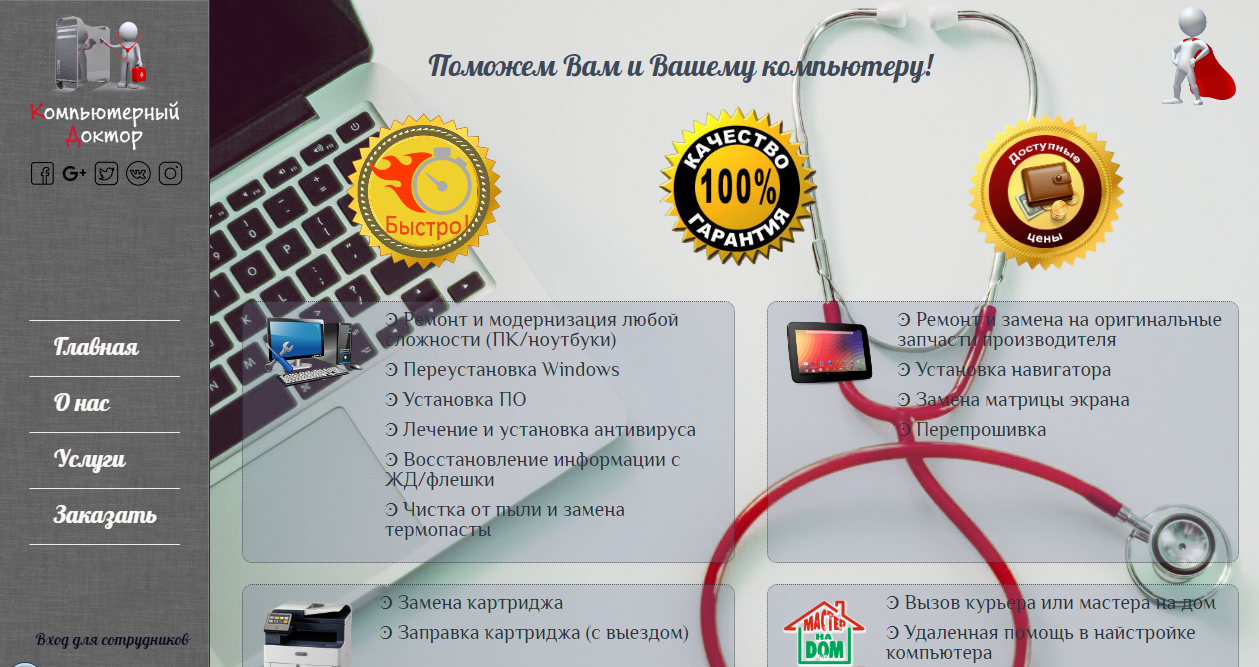 Компьютерный
Доктор
Главная
О нас
Услуги
Заказать
Вход для сотрудников
Поможем Вам и Вашему компьютеру!
Быстро!
КАЧЕСТВО
100%
ГАРАНТИЯ
Доступные
цены
Ремонт и модернизация любой
сложности (ПК/ноутбуки)
Переустановка Windows
Установка ПО
Лечение и установка антивируса
Восстановление информации с
ЖД/флешки
Чистка от пыли и замена
термопасты
Ремонт и замена на оригинальные
запчасти производителя
Установка навигатора
Замена матрицы экрана
Перепрошивка
Замена картриджа
Заправка картриджа (с выездом)
МАСТЕР
НА
DOM
Вызов курьера или мастера на дом
Удаленная помощь в найстройке
компьютера